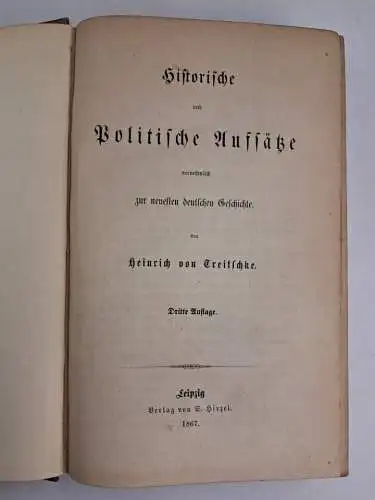 Historische
und
Politische Aufsätze
vornehmlich
zur neuesten deutschen Geschichte.
von
Heinrich von Treitschke.
Dritte Auflage.
Leipzig
Verlag von S. Hirzel.
1867.